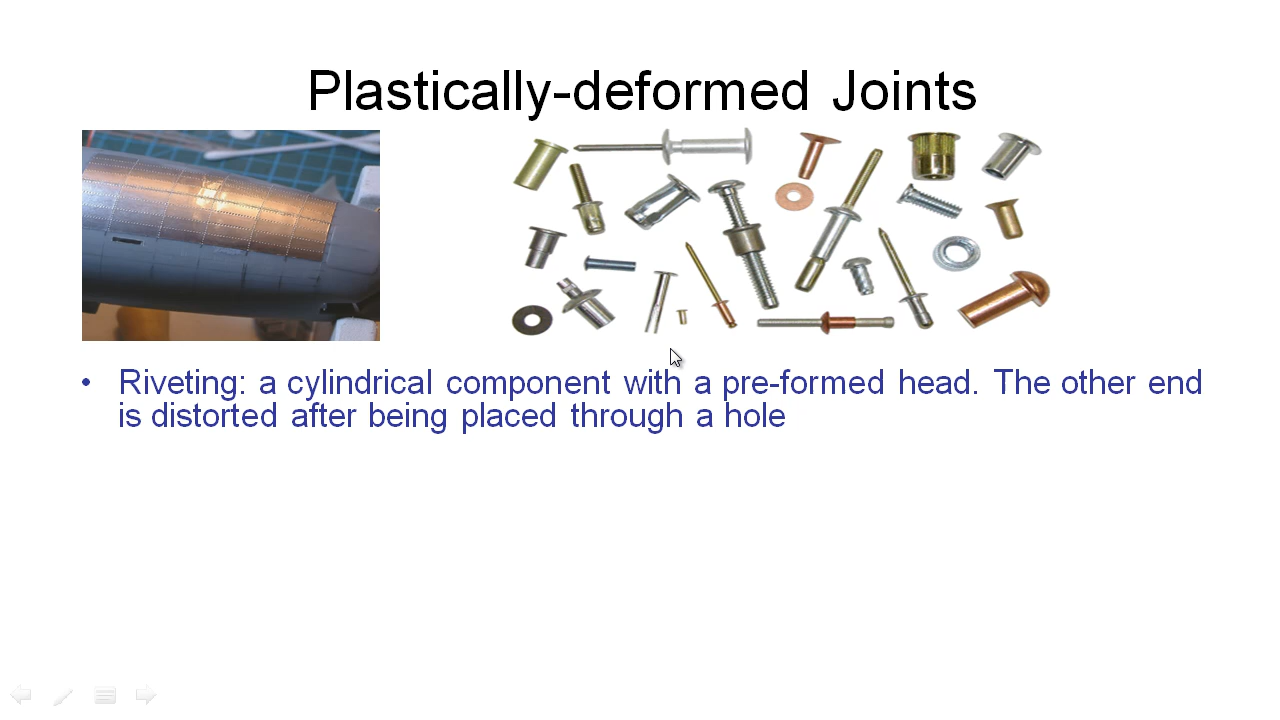 Plastically-deformed Joints
• Riveting: a cylindrical component with a pre-formed head. The other end
is distorted after being placed through a hole